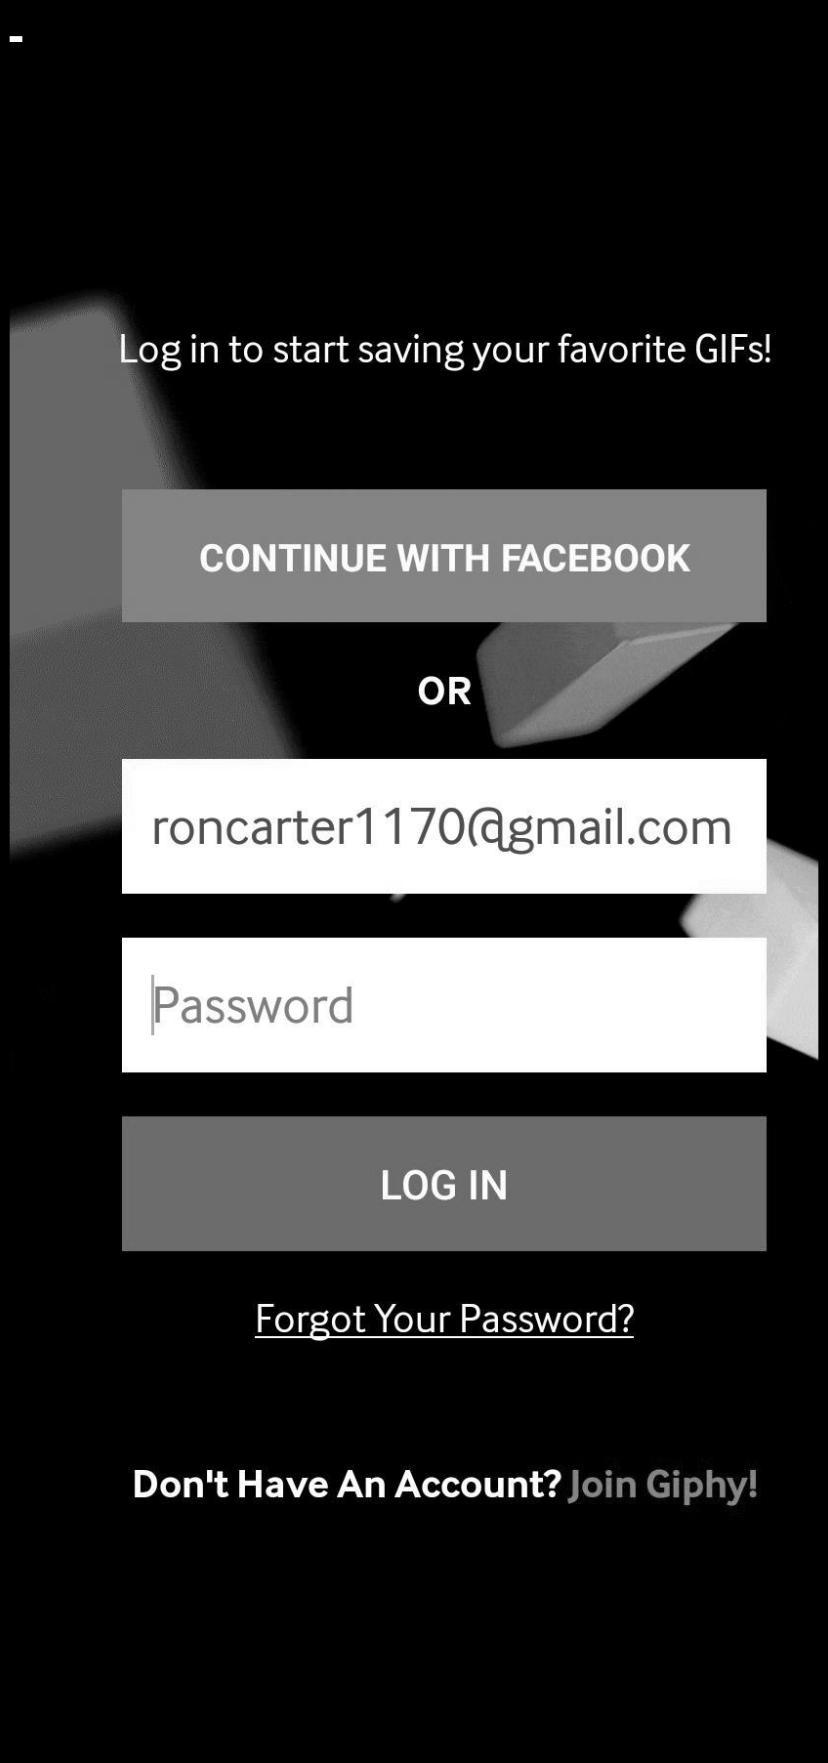 Log in to start saving your favorite GIFs!
CONTINUE WITH FACEBOOK
OR
roncarter1170@gmail.com
Password
LOG IN
Forgot Your Password?
Don't Have An Account? Join Giphy!